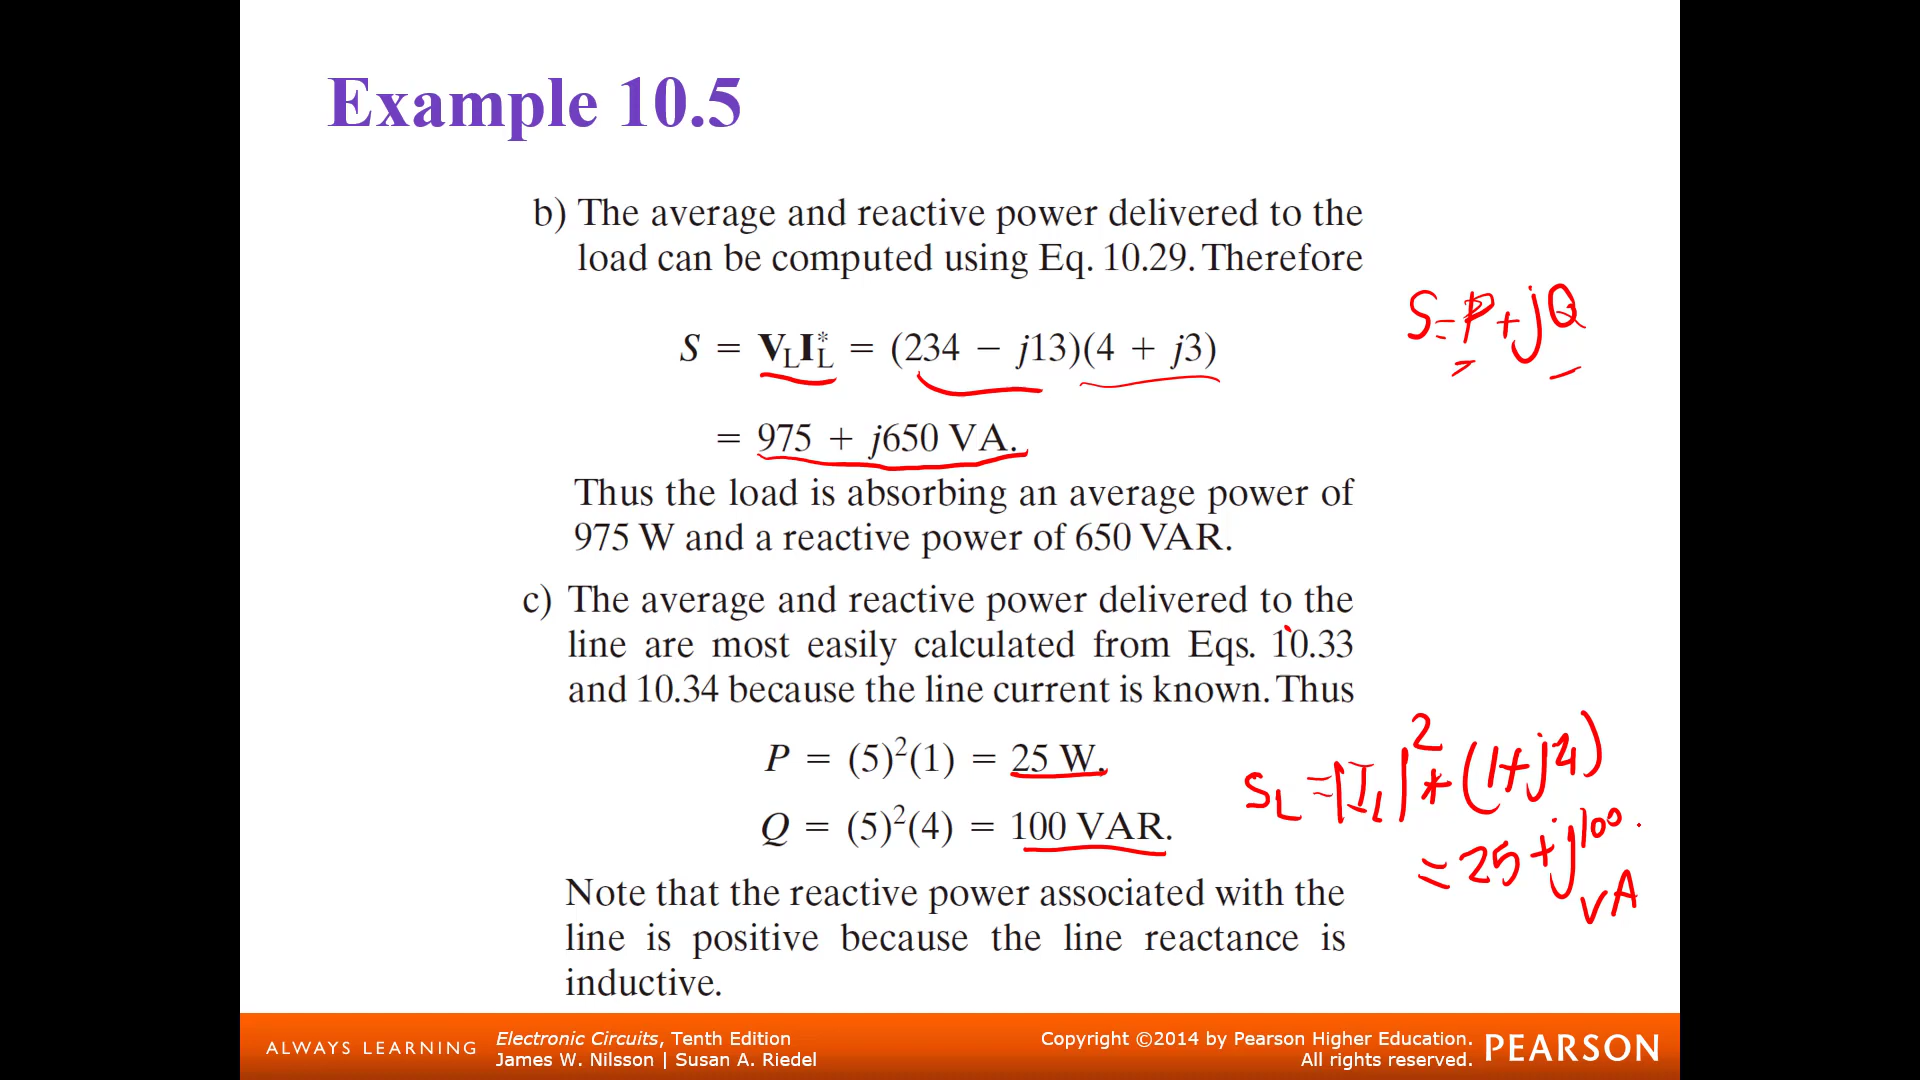 Example 10.5
b) The average and reactive power delivered to the
load can be computed using Eq. 10.29. Therefore
S = P + jQ
S = V_L I_L^* = (234 − j13)(4 + j3)
= 975 + j650 VA.
Thus the load is absorbing an average power of
975 W and a reactive power of 650 VAR.
c) The average and reactive power delivered to the
line are most easily calculated from Eqs. 10.33
and 10.34 because the line current is known. Thus
P = (5)²(1) = 25 W.
Q = (5)²(4) = 100 VAR.
S_L = |I_L|² * (1+j4)
= 25 + j100
VA
Note that the reactive power associated with the
line is positive because the line reactance is
inductive.
ALWAYS LEARNING
Electronic Circuits, Tenth Edition
James W. Nilsson | Susan A. Riedel
Copyright ©2014 by Pearson Higher Education.
All rights reserved.
PEARSON